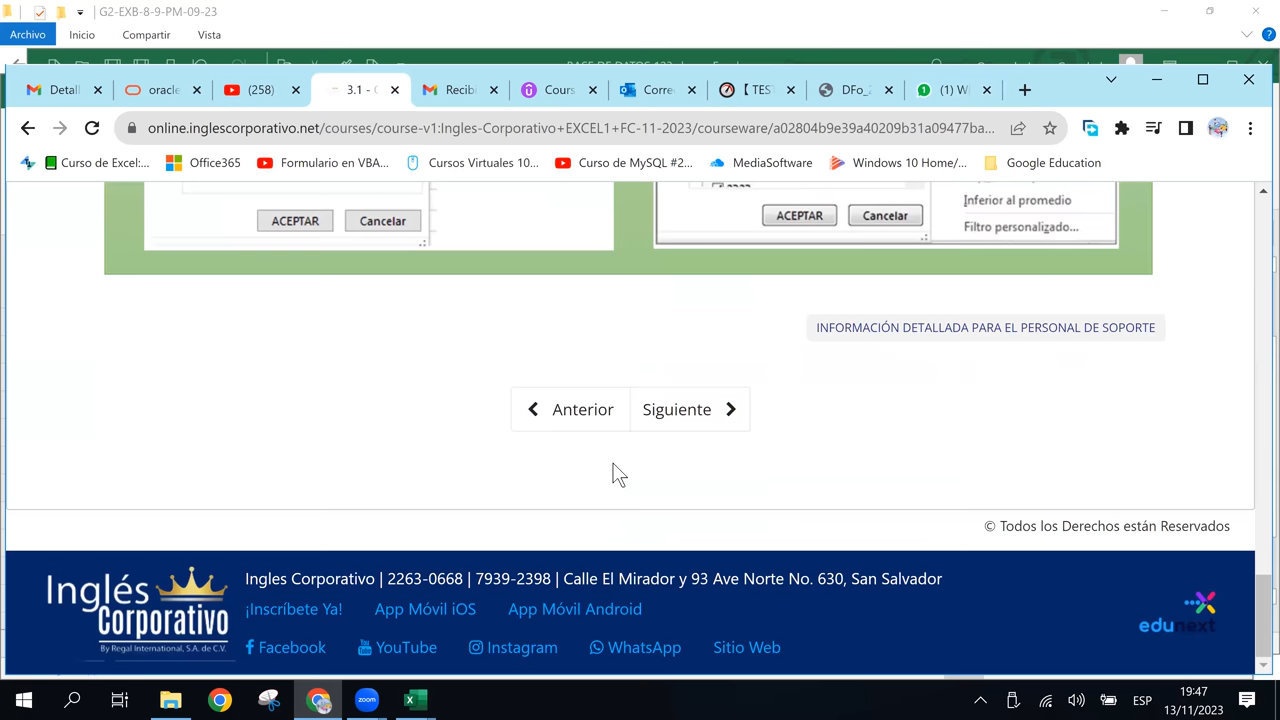 G2-EXB-8-9-PM-09-23
Archivo Inicio Compartir Vista
Detall oracle (258) 3.1 - C Recibi Cours Corre 【 TES DFo_ (1) W
online.inglescorporativo.net/courses/course-v1:Ingles-Corporativo+EXCEL1+FC-11-2023/courseware/a03804b9e39a40209b31a09477ba...
Curso de Excel:... Office365 Formulario en VBA... Cursos Virtuales 10... Curso de MySQL #2... MediaSoftware Windows 10 Home/... Google Education
Inferior al promedio
ACEPTAR Cancelar ACEPTAR Cancelar
Filtro personalizado...
INFORMACIÓN DETALLADA PARA EL PERSONAL DE SOPORTE
Anterior Siguiente
© Todos los Derechos están Reservados
Inglés Corporativo
By Regal International, S.A. de C.V.
Ingles Corporativo | 2263-0668 | 7939-2398 | Calle El Mirador y 93 Ave Norte No. 630, San Salvador
¡Inscríbete Ya! App Móvil iOS App Móvil Android
Facebook YouTube Instagram WhatsApp Sitio Web
edunext
zoom
ESP
19:47
13/11/2023